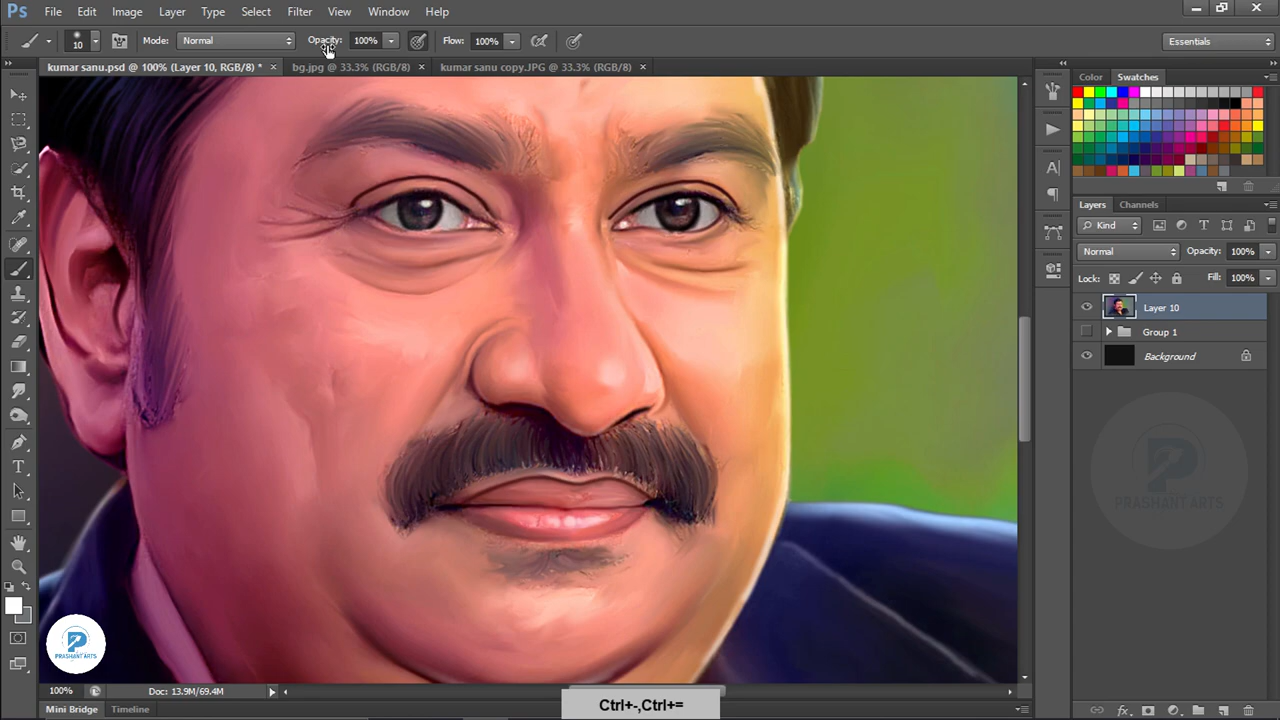 Ps File Edit Image Layer Type Select Filter View Window Help
10 Mode: Normal Opacity: 100% Flow: 100% Essentials
kumar sanu.psd @ 100% (Layer 10, RGB/8) * × bg.jpg @ 33.3% (RGB/8) × kumar sanu copy.JPG @ 33.3% (RGB/8) ×
Color Swatches
Layers Channels
Kind
Normal Opacity: 100%
Lock: Fill: 100%
Layer 10
Group 1
Background
PRASHANT ARTS
PRASHANT ARTS
100% Doc: 13.9M/69.4M
Ctrl+-,Ctrl+=
Mini Bridge Timeline